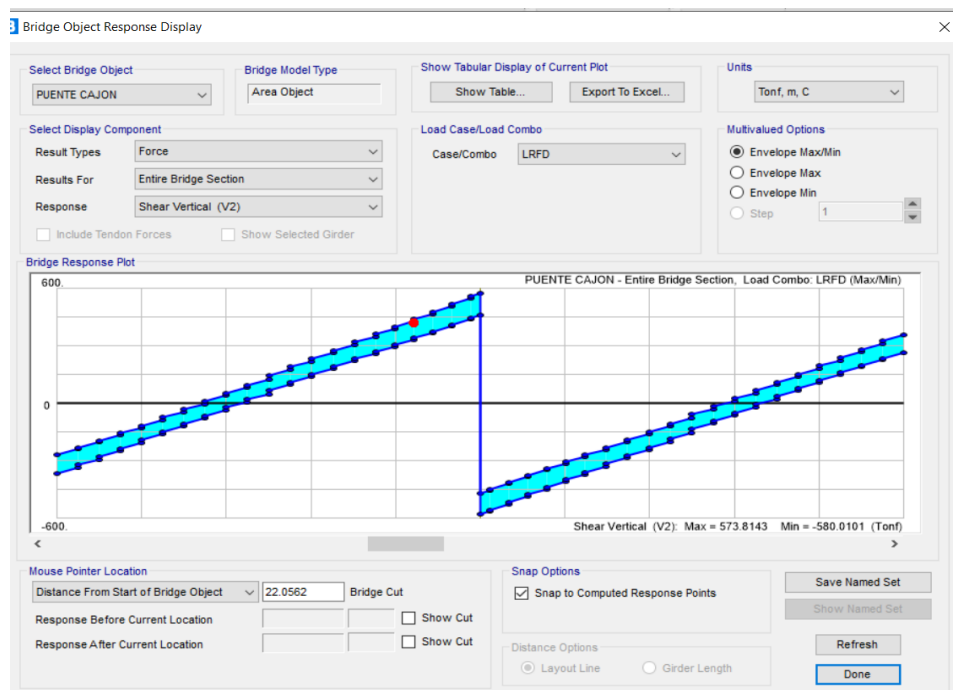 Bridge Object Response Display
Select Bridge Object
PUENTE CAJON
Bridge Model Type
Area Object
Show Tabular Display of Current Plot
Show Table...
Export To Excel...
Units
Tonf, m, C
Select Display Component
Result Types
Force
Results For
Entire Bridge Section
Response
Shear Vertical (V2)
Include Tendon Forces
Show Selected Girder
Load Case/Load Combo
Case/Combo
LRFD
Multivalued Options
Envelope Max/Min
Envelope Max
Envelope Min
Step
1
Bridge Response Plot
600.
PUENTE CAJON - Entire Bridge Section, Load Combo: LRFD (Max/Min)
0
-600.
Shear Vertical (V2): Max = 573.8143 Min = -580.0101 (Tonf)
Mouse Pointer Location
Distance From Start of Bridge Object
22.0562
Bridge Cut
Response Before Current Location
Show Cut
Response After Current Location
Show Cut
Snap Options
Snap to Computed Response Points
Distance Options
Layout Line
Girder Length
Save Named Set
Show Named Set
Refresh
Done